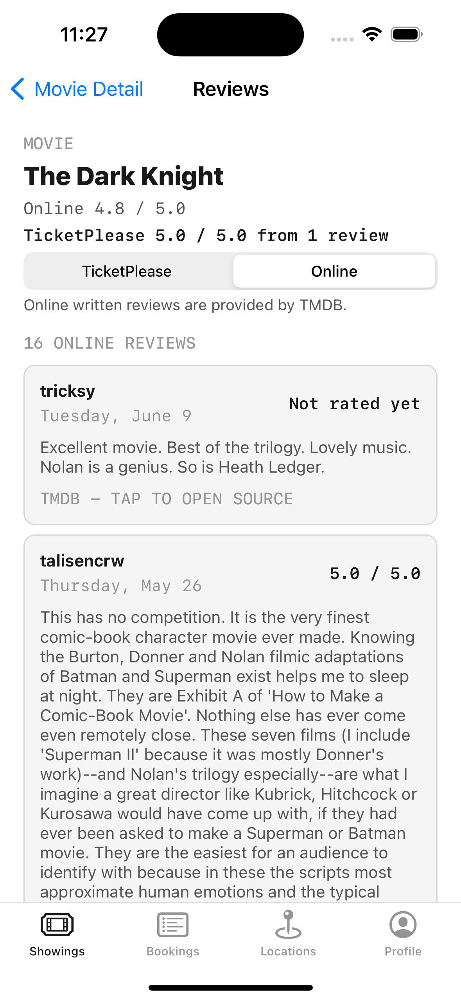 11:27
Movie Detail
Reviews
MOVIE
The Dark Knight
Online 4.8 / 5.0
TicketPlease 5.0 / 5.0 from 1 review
TicketPlease
Online
Online written reviews are provided by TMDB.
16 ONLINE REVIEWS
tricksy
Not rated yet
Tuesday, June 9
Excellent movie. Best of the trilogy. Lovely music.
Nolan is a genius. So is Heath Ledger.
TMDB – TAP TO OPEN SOURCE
talisencrw
5.0 / 5.0
Thursday, May 26
This has no competition. It is the very finest
comic-book character movie ever made. Knowing
the Burton, Donner and Nolan filmic adaptations
of Batman and Superman exist helps me to sleep
at night. They are Exhibit A of 'How to Make a
Comic-Book Movie'. Nothing else has ever come
even remotely close. These seven films (I include
'Superman II' because it was mostly Donner's
work)--and Nolan's trilogy especially--are what I
imagine a great director like Kubrick, Hitchcock or
Kurosawa would have come up with, if they had
ever been asked to make a Superman or Batman
movie. They are the easiest for an audience to
identify with because in these the scripts most
approximate human emotions and the typical
Showings
Bookings
Locations
Profile